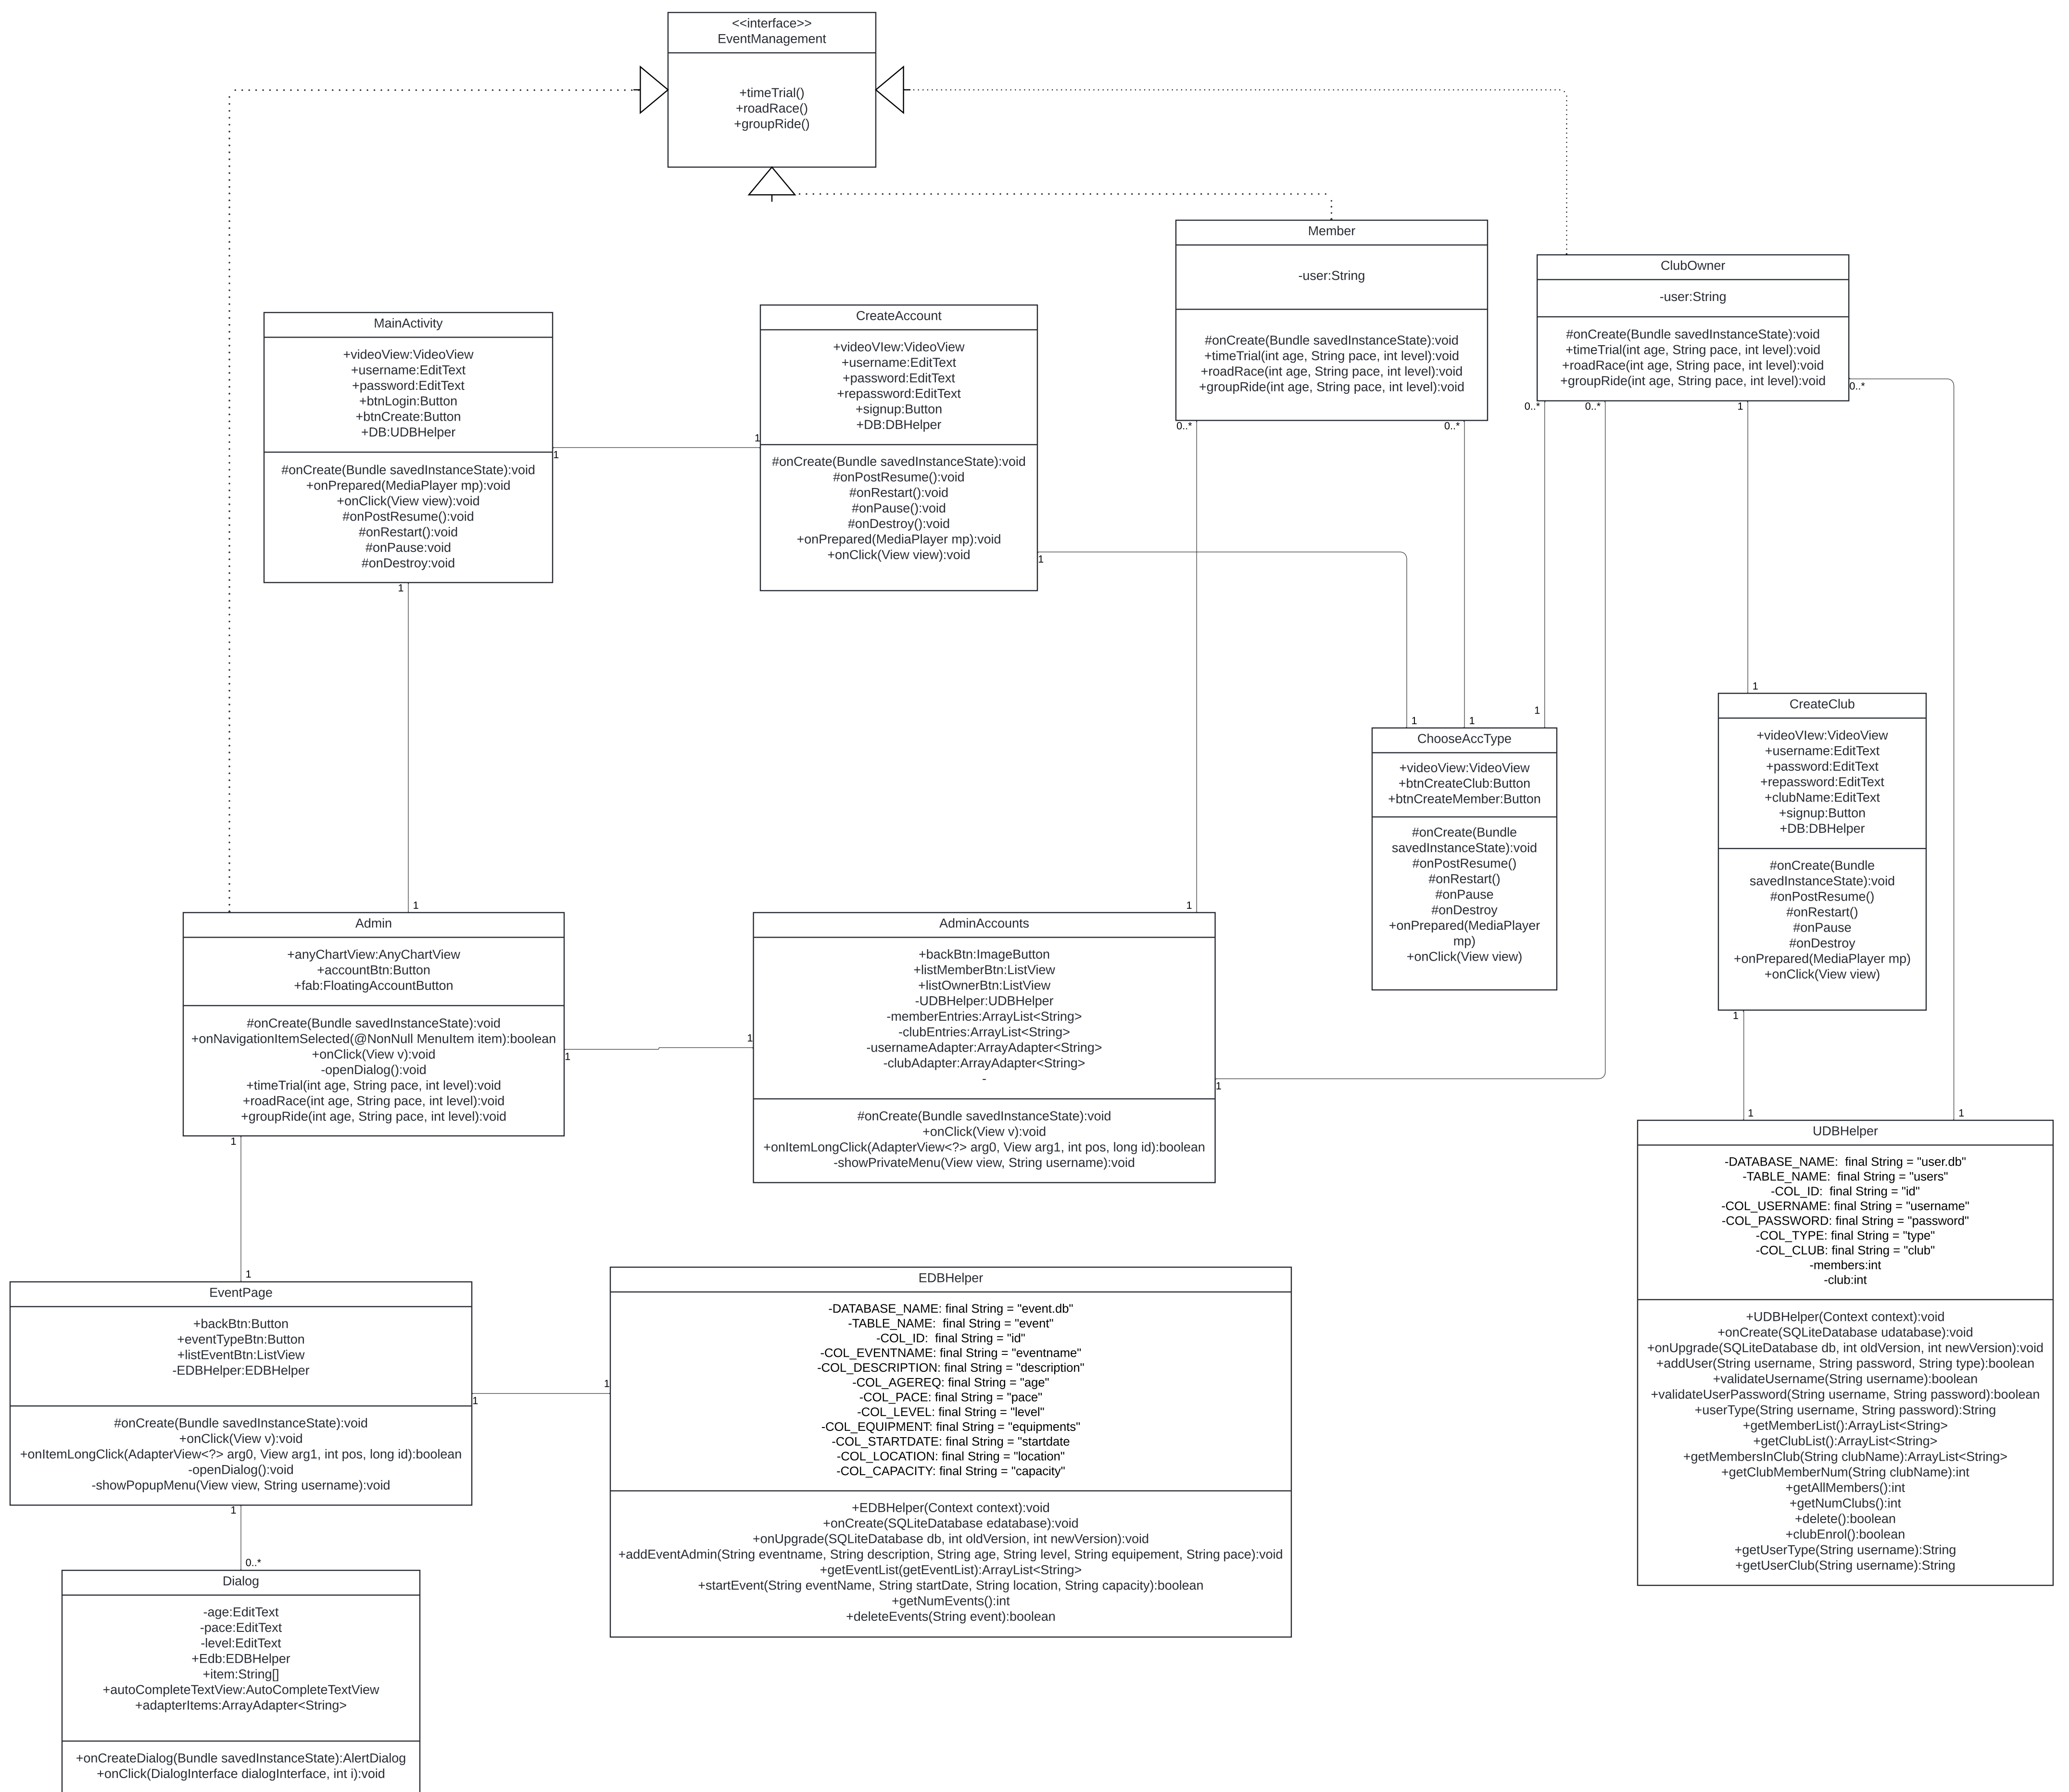 <<interface>>
EventManagement
+timeTrial()
+roadRace()
+groupRide()
Member
-user:String
#onCreate(Bundle savedInstanceState):void
+timeTrial(int age, String pace, int level):void
+roadRace(int age, String pace, int level):void
+groupRide(int age, String pace, int level):void
0..*
0..*
ClubOwner
-user:String
#onCreate(Bundle savedInstanceState):void
+timeTrial(int age, String pace, int level):void
+roadRace(int age, String pace, int level):void
+groupRide(int age, String pace, int level):void
0..*
0..*
0..*
1
MainActivity
+videoView:VideoView
+username:EditText
+password:EditText
+btnLogin:Button
+btnCreate:Button
+DB:UDBHelper
#onCreate(Bundle savedInstanceState):void
+onPrepared(MediaPlayer mp):void
+onClick(View view):void
#onPostResume():void
#onRestart():void
#onPause:void
#onDestroy:void
1
1
1
CreateAccount
+videoVIew:VideoView
+username:EditText
+password:EditText
+repassword:EditText
+signup:Button
+DB:DBHelper
#onCreate(Bundle savedInstanceState):void
#onPostResume():void
#onRestart():void
#onPause():void
#onDestroy():void
+onPrepared(MediaPlayer mp):void
+onClick(View view):void
1
1
1
1
ChooseAccType
+videoView:VideoView
+btnCreateClub:Button
+btnCreateMember:Button
#onCreate(Bundle
savedInstanceState):void
#onPostResume()
#onRestart()
#onPause
#onDestroy
+onPrepared(MediaPlayer
mp)
+onClick(View view)
1
CreateClub
+videoVIew:VideoView
+username:EditText
+password:EditText
+repassword:EditText
+clubName:EditText
+signup:Button
+DB:DBHelper
#onCreate(Bundle
savedInstanceState):void
#onPostResume()
#onRestart()
#onPause
#onDestroy
+onPrepared(MediaPlayer mp)
+onClick(View view)
1
1
Admin
+anyChartView:AnyChartView
+accountBtn:Button
+fab:FloatingAccountButton
#onCreate(Bundle savedInstanceState):void
+onNavigationItemSelected(@NonNull MenuItem item):boolean
+onClick(View v):void
-openDialog():void
+timeTrial(int age, String pace, int level):void
+roadRace(int age, String pace, int level):void
+groupRide(int age, String pace, int level):void
1
1
1
1
AdminAccounts
+backBtn:ImageButton
+listMemberBtn:ListView
+listOwnerBtn:ListView
-UDBHelper:UDBHelper
-memberEntries:ArrayList<String>
-clubEntries:ArrayList<String>
-usernameAdapter:ArrayAdapter<String>
-clubAdapter:ArrayAdapter<String>
-
#onCreate(Bundle savedInstanceState):void
+onClick(View v):void
+onItemLongClick(AdapterView<?> arg0, View arg1, int pos, long id):boolean
-showPrivateMenu(View view, String username):void
1
1
1
UDBHelper
-DATABASE_NAME:  final String = "user.db"
-TABLE_NAME:  final String = "users"
-COL_ID:  final String = "id"
-COL_USERNAME: final String = "username"
-COL_PASSWORD: final String = "password"
-COL_TYPE: final String = "type"
-COL_CLUB: final String = "club"
-members:int
-club:int
+UDBHelper(Context context):void
+onCreate(SQLiteDatabase udatabase):void
+onUpgrade(SQLiteDatabase db, int oldVersion, int newVersion):void
+addUser(String username, String password, String type):boolean
+validateUsername(String username):boolean
+validateUserPassword(String username, String password):boolean
+userType(String username, String password):String
+getMemberList():ArrayList<String>
+getClubList():ArrayList<String>
+getMembersInClub(String clubName):ArrayList<String>
+getClubMemberNum(String clubName):int
+getAllMembers():int
+getNumClubs():int
+delete():boolean
+clubEnrol():boolean
+getUserType(String username):String
+getUserClub(String username):String
1
EventPage
+backBtn:Button
+eventTypeBtn:Button
+listEventBtn:ListView
-EDBHelper:EDBHelper
#onCreate(Bundle savedInstanceState):void
+onClick(View v):void
+onItemLongClick(AdapterView<?> arg0, View arg1, int pos, long id):boolean
-openDialog():void
-showPopupMenu(View view, String username):void
1
1
1
EDBHelper
-DATABASE_NAME: final String = "event.db"
-TABLE_NAME:  final String = "event"
-COL_ID:  final String = "id"
-COL_EVENTNAME: final String = "eventname"
-COL_DESCRIPTION: final String = "description"
-COL_AGEREQ: final String = "age"
-COL_PACE: final String = "pace"
-COL_LEVEL: final String = "level"
-COL_EQUIPMENT: final String = "equipments"
-COL_STARTDATE: final String = "startdate
-COL_LOCATION: final String = "location"
-COL_CAPACITY: final String = "capacity"
+EDBHelper(Context context):void
+onCreate(SQLiteDatabase edatabase):void
+onUpgrade(SQLiteDatabase db, int oldVersion, int newVersion):void
+addEventAdmin(String eventname, String description, String age, String level, String equipement, String pace):void
+getEventList(getEventList):ArrayList<String>
+startEvent(String eventName, String startDate, String location, String capacity):boolean
+getNumEvents():int
+deleteEvents(String event):boolean
0..*
Dialog
-age:EditText
-pace:EditText
-level:EditText
+Edb:EDBHelper
+item:String[]
+autoCompleteTextView:AutoCompleteTextView
+adapterItems:ArrayAdapter<String>
+onCreateDialog(Bundle savedInstanceState):AlertDialog
+onClick(DialogInterface dialogInterface, int i):void